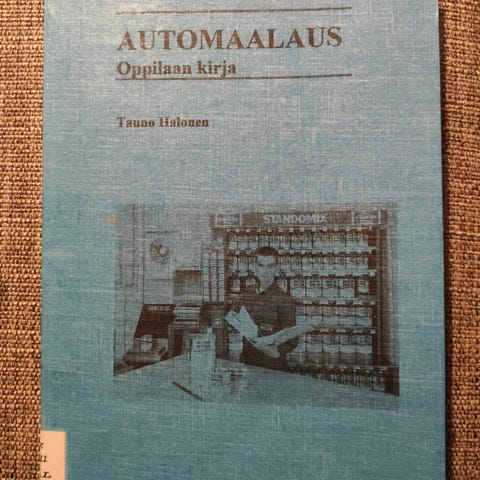 AUTOMAALAUS
Oppilaan kirja
Tauno Halonen
STANDOMIX